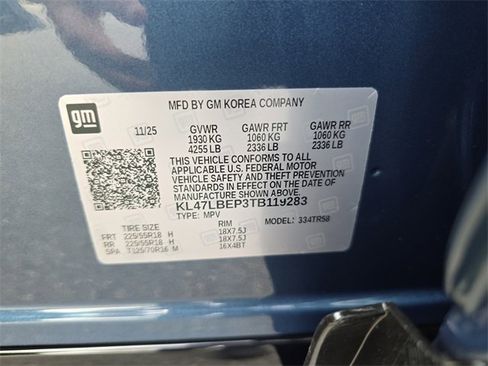 gm
MFD BY GM KOREA COMPANY
11/25 GVWR GAWR FRT GAWR RR
1930 KG 1060 KG 1060 KG
4255 LB 2336 LB 2336 LB
THIS VEHICLE CONFORMS TO ALL
APPLICABLE U.S. FEDERAL MOTOR
VEHICLE SAFETY AND THEFT
PREVENTION STANDARDS IN EFFECT
ON THE DATE OF MANUFACTURE
SHOWN ABOVE
KL47LBEP3TB119283
TYPE: MPV MODEL: 334TR58
TIRE SIZE RIM
FRT 225/55R18 H 18X7.5J
RR 225/55R18 H 18X7.5J
SPA T125/70R16 M 16X4BT